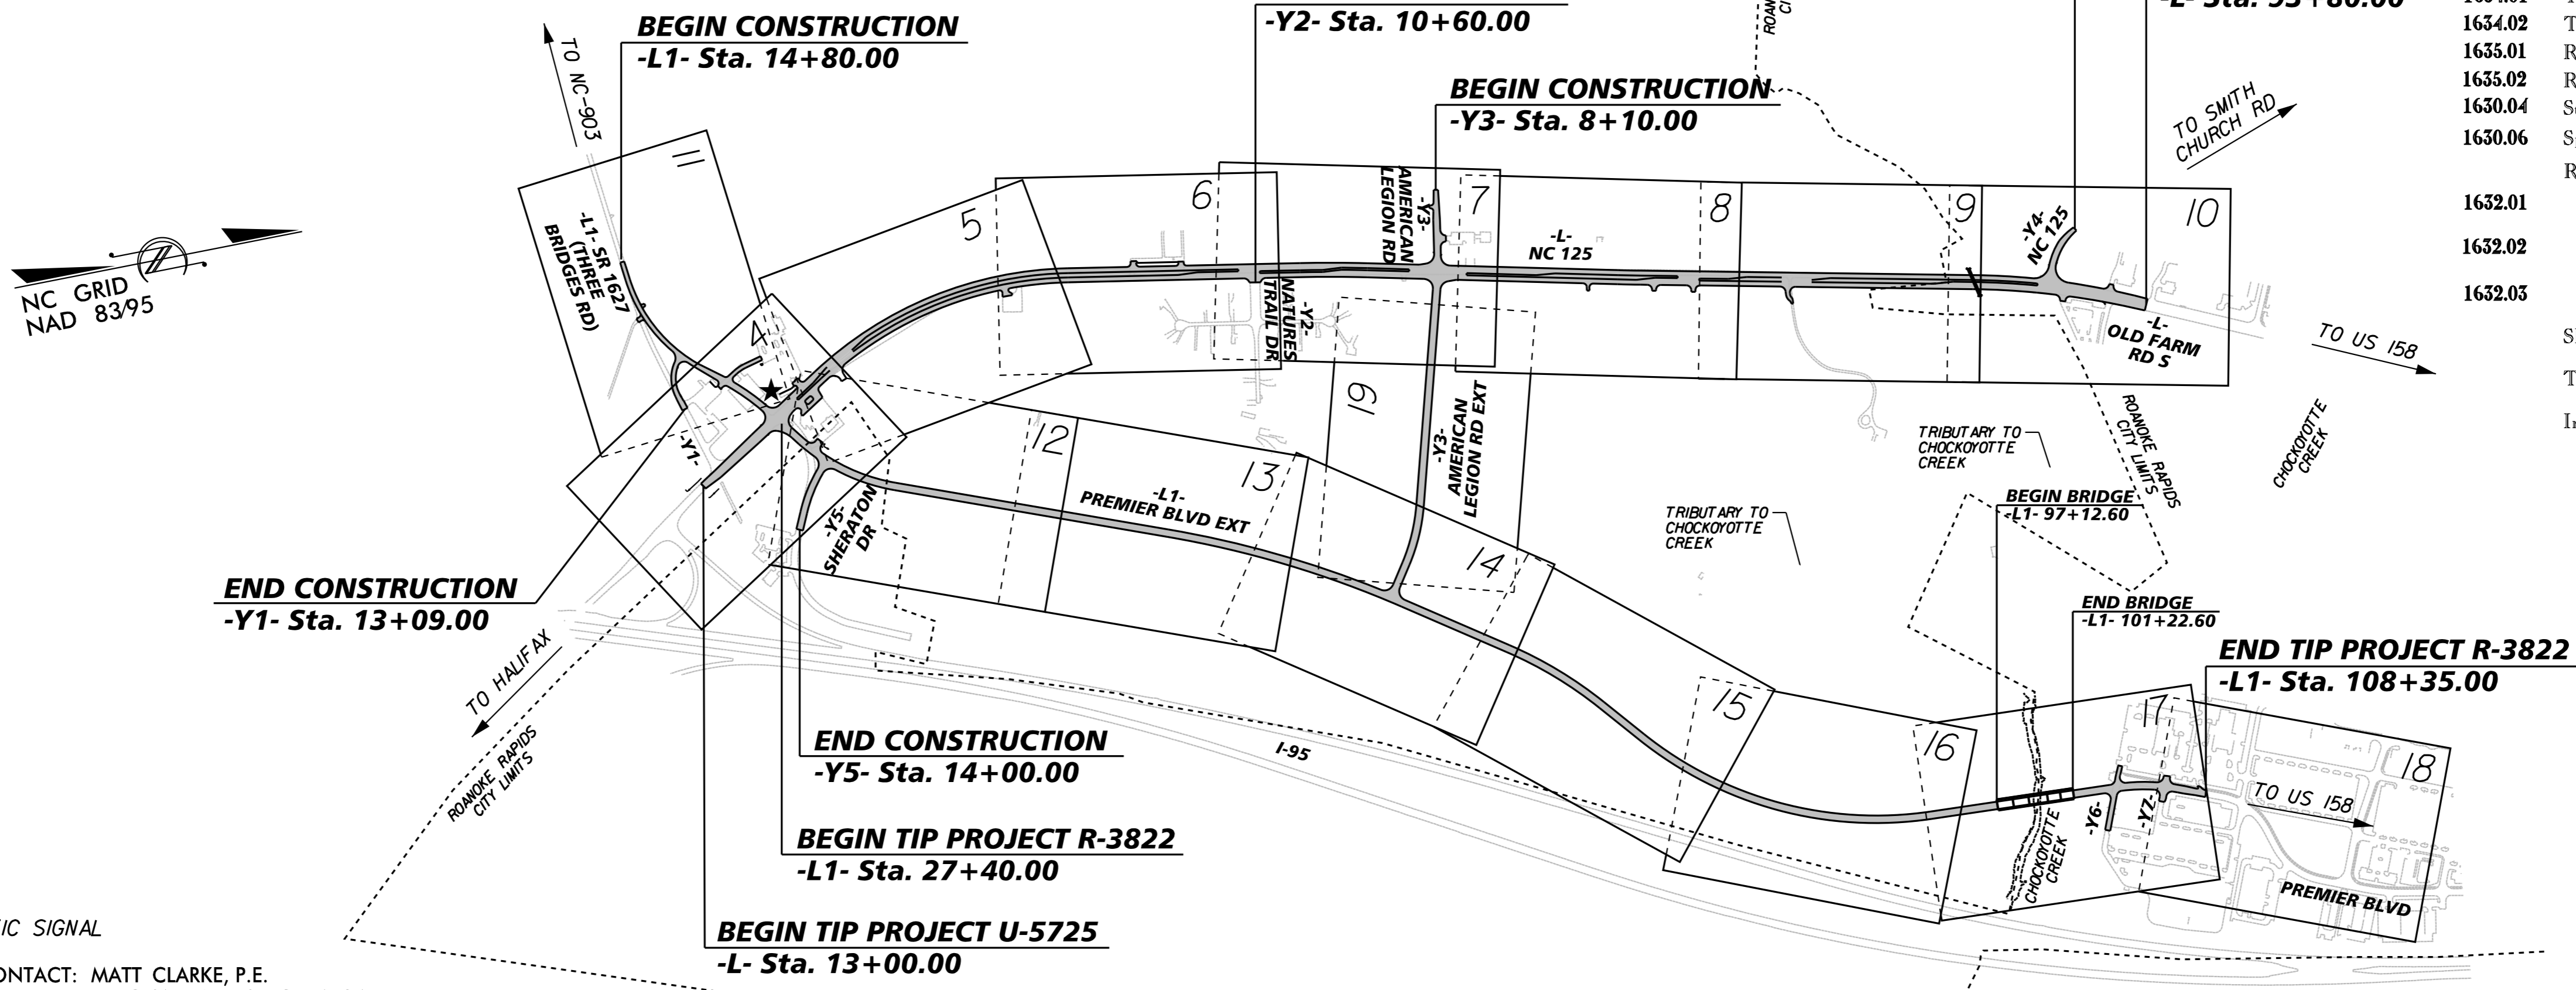 BEGIN CONSTRUCTION
-L1- Sta. 14+80.00
-Y2- Sta. 10+60.00
BEGIN CONSTRUCTION
-Y3- Sta. 8+10.00
TO NC-903
TO SMITH
CHURCH RD
1634.02
1635.01
1635.02
1630.04
1630.06
1632.01
1632.02
1632.03
NC GRID
NAD 83/95
11
-L1- SR 1627
(THREE
BRIDGES RD)
4
5
6
7
8
9
10
-Y3-
AMERICAN
LEGION RD
-L-
NC 125
-Y4-
NC 125
-Y2-
NATURES
TRAIL DR
-L-
OLD FARM
RD S
TO US 158
-Y1-
12
13
19
-Y3-
AMERICAN
LEGION RD EXT
-L1-
PREMIER BLVD EXT
-Y5-
SHERATON
DR
14
TRIBUTARY TO
CHOCKOYOTTE
CREEK
TRIBUTARY TO
CHOCKOYOTTE
CREEK
ROANOKE RAPIDS
CITY LIMITS
CHOCKOYOTTE
CREEK
BEGIN BRIDGE
-L1- 97+12.60
END BRIDGE
-L1- 101+22.60
END TIP PROJECT R-3822
-L1- Sta. 108+35.00
END CONSTRUCTION
-Y1- Sta. 13+09.00
TO HALIFAX
ROANOKE RAPIDS
CITY LIMITS
END CONSTRUCTION
-Y5- Sta. 14+00.00
I-95
15
16
17
18
TO US 158
-Y6-
-Y7-
CHOCKOYOTTE
CREEK
PREMIER BLVD
BEGIN TIP PROJECT R-3822
-L1- Sta. 27+40.00
BEGIN TIP PROJECT U-5725
-L- Sta. 13+00.00
SIGNAL
MATT CLARKE, P.E.